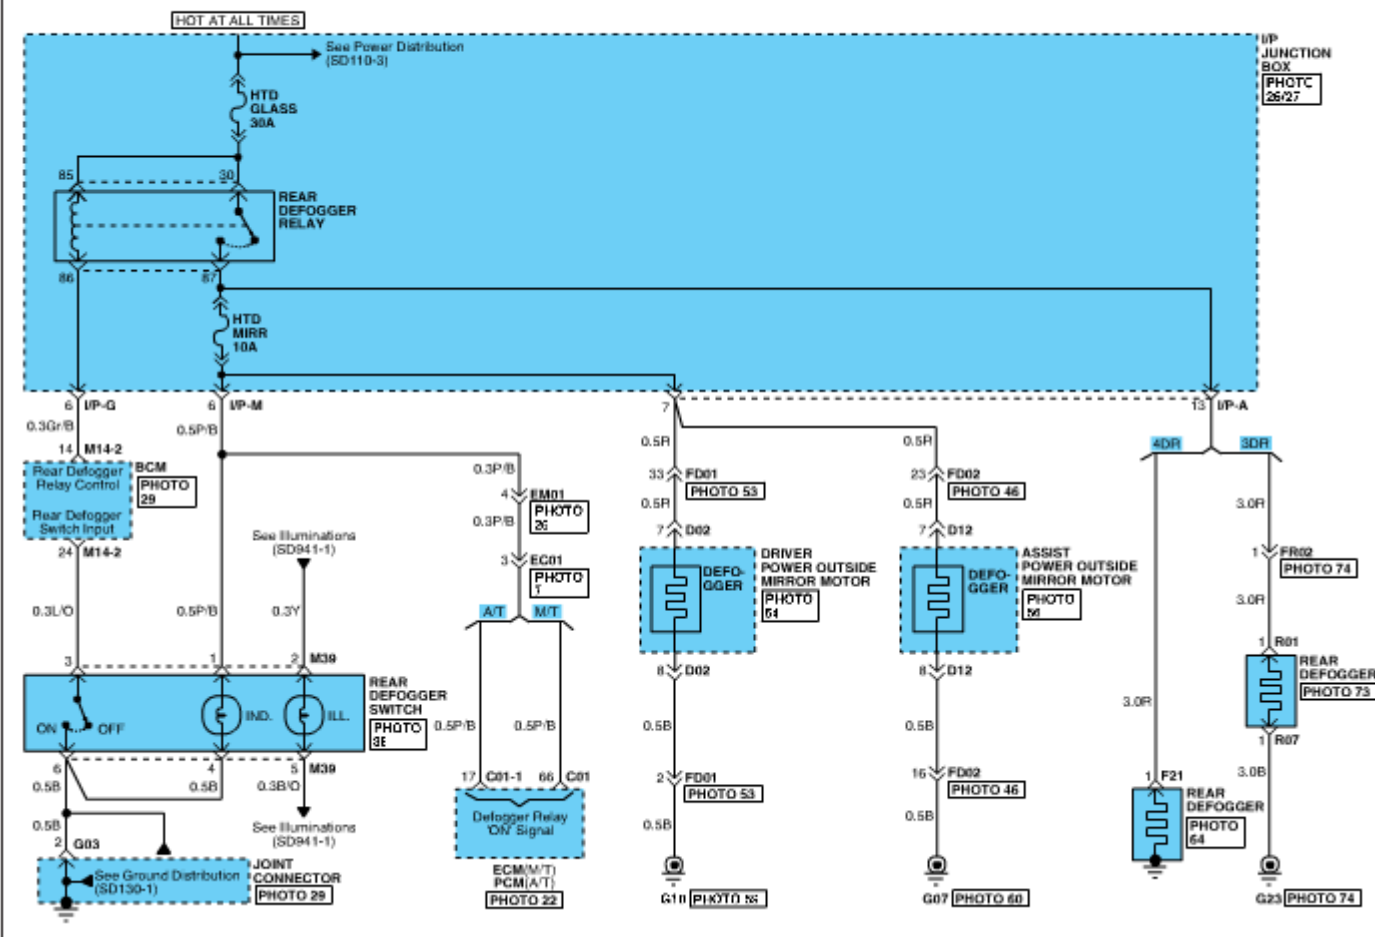 HOT AT ALL TIMES
See Power Distribution
(SD110-3)
I/P
JUNCTION
BOX
PHOTO
26/27
HTD
GLASS
30A
85
30
REAR
DEFOGGER
RELAY
86
87
HTD
MIRR
10A
6 I/P-G
6 I/P-M
7
13 I/P-A
0.3Gr/B
0.5P/B
0.5R
0.5R
4DR
3DR
14 M14-2
BCM
PHOTO
29
Rear Defogger
Relay Control
Rear Defogger
Switch Input
24 M14-2
0.3P/B
4 EM01
PHOTO
26
0.3P/B
3 EC01
PHOTO
33 FD01
PHOTO 53
0.5R
7 D02
23 FD02
PHOTO 46
0.5R
7 D12
3.0R
1 FR02
PHOTO 74
3.0R
See Illuminations
(SD941-1)
DEFO-
GGER
DRIVER
POWER OUTSIDE
MIRROR MOTOR
PHOTO
DEFO-
GGER
ASSIST
POWER OUTSIDE
MIRROR MOTOR
PHOTO
0.3L/O
0.5P/B
0.3Y
A/T
M/T
3
1
2 M39
8 D02
8 D12
1 R01
REAR
DEFOGGER
PHOTO 73
1 R07
REAR
DEFOGGER
SWITCH
PHOTO
ON
OFF
IND.
ILL.
0.5P/B
0.5P/B
0.5B
0.5B
3.0R
6
4
5 M39
0.5B
0.5B
0.3B/O
17 C01-1
66 C01
2 FD01
PHOTO 53
16 FD02
PHOTO 46
3.0B
1 F21
REAR
DEFOGGER
PHOTO
64
0.5B
2 G03
See Illuminations
(SD941-1)
Defogger Relay
'ON' Signal
0.5B
0.5B
See Ground Distribution
(SD130-1)
JOINT
CONNECTOR
PHOTO 29
ECM(M/T)
PCM(A/T)
PHOTO 22
G10 PHOTO
G07 PHOTO 60
G23 PHOTO 74